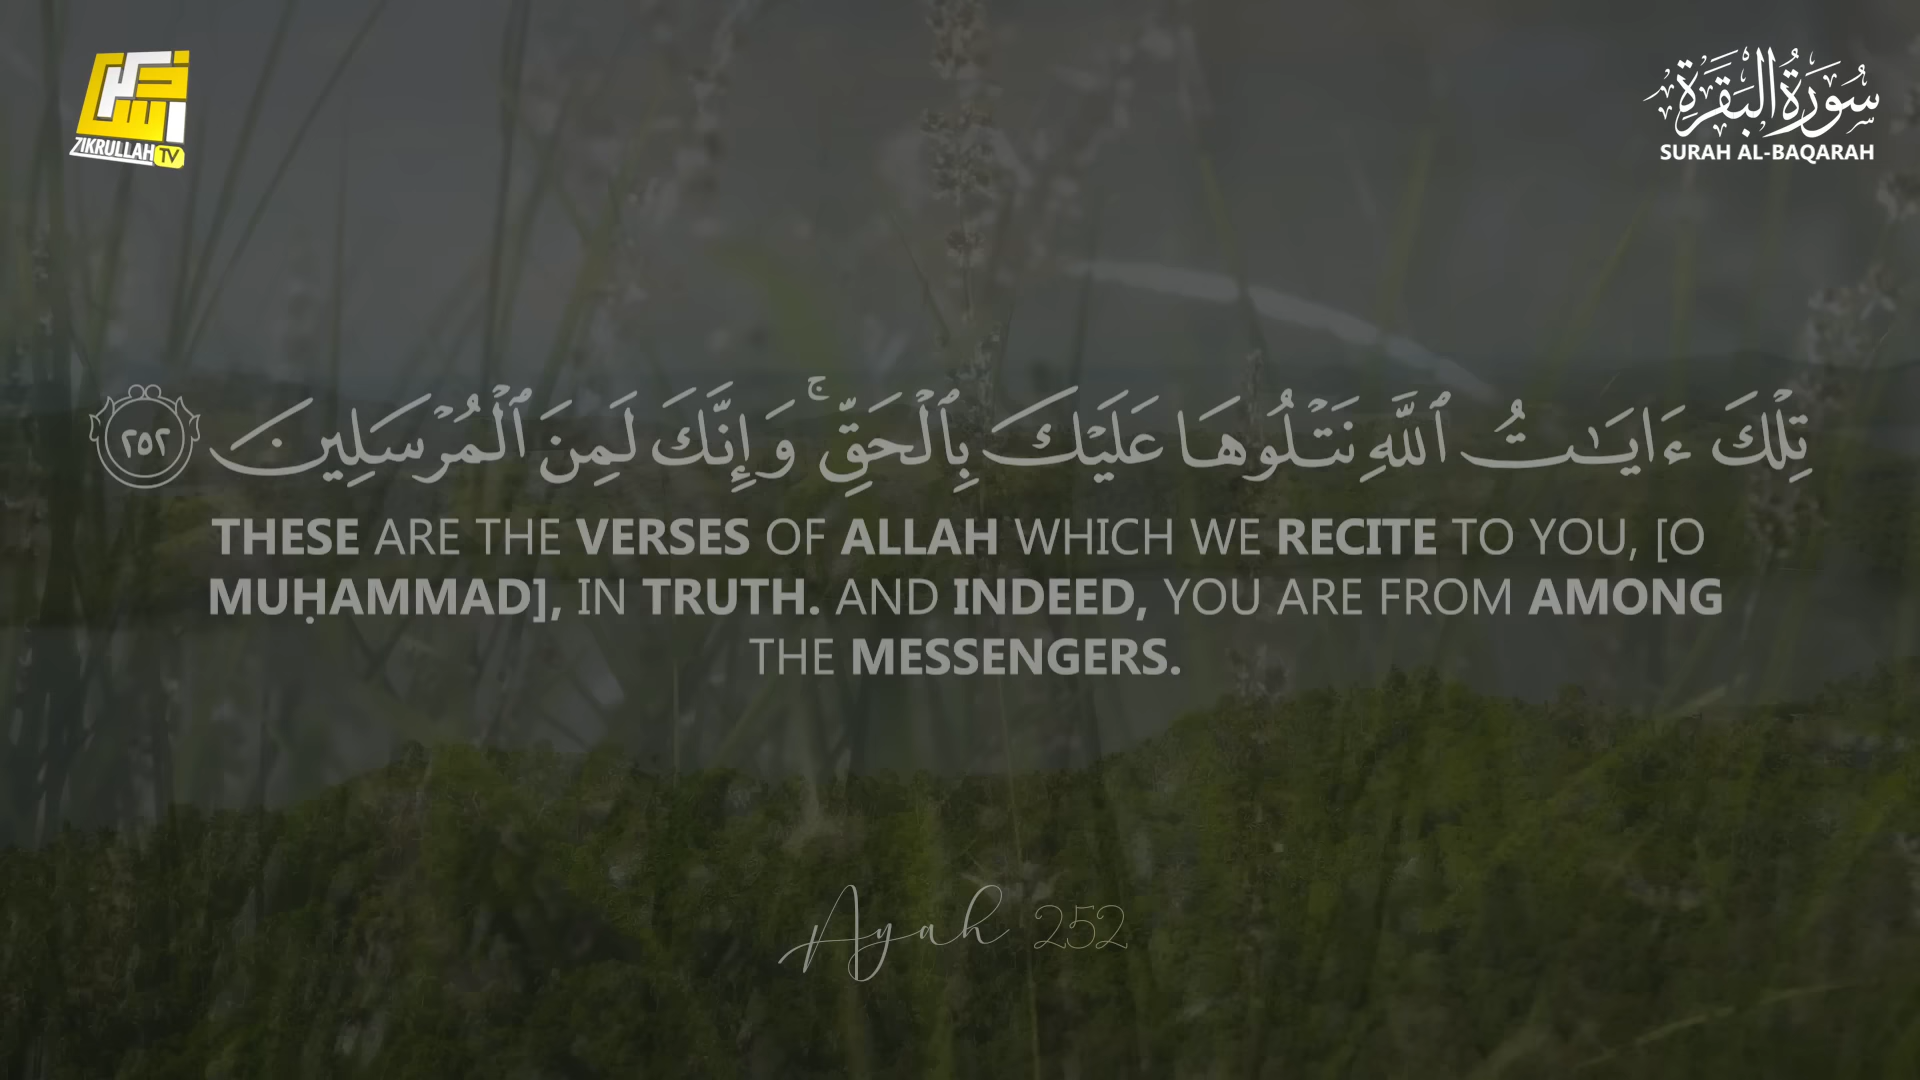 ZIKRULLAH TV
سُورَةُ البَقَرَةِ
SURAH AL-BAQARAH
تِلْكَ ءَايَـٰتُ ٱللَّهِ نَتْلُوهَا عَلَيْكَ بِٱلْحَقِّ ۚ وَإِنَّكَ لَمِنَ ٱلْمُرْسَلِينَ ٢٥٢
THESE ARE THE VERSES OF ALLAH WHICH WE RECITE TO YOU, [O
MUḤAMMAD], IN TRUTH. AND INDEED, YOU ARE FROM AMONG
THE MESSENGERS.
Ayah 252